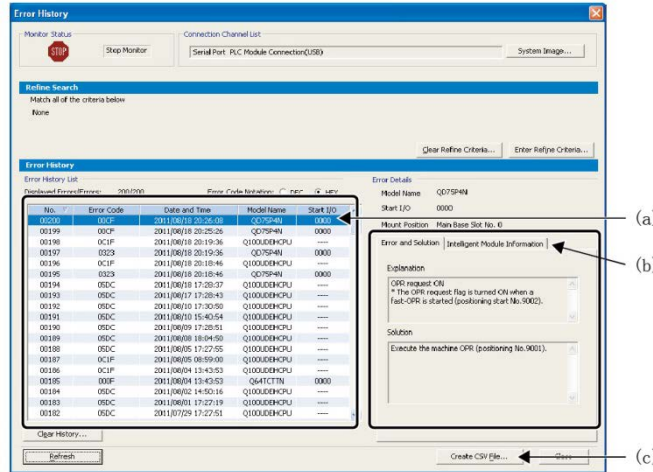 Error History
Monitor Status
Connection Channel List
STOP
Stop Monitor
Serial Port PLC Module Connection(USB)
System Image...
Refine Search
Match all of the criteria below
None
Clear Refine Criteria...
Enter Refine Criteria...
Error History
Error History List
Displayed Errors/Errors: 200/200
Error Code Notation: DEC HEX
No. Error Code Date and Time Model Name Start I/O
00200 00CF 2011/08/18 20:26:08 QD75P4N 0000
00199 00CF 2011/08/18 20:25:26 QD75P4N 0000
00198 0C1F 2011/08/18 20:19:36 Q100UDEHCPU ----
00197 0323 2011/08/18 20:19:36 QD75P4N 0000
00196 0C1F 2011/08/18 20:18:46 Q100UDEHCPU ----
00195 0323 2011/08/18 20:18:46 QD75P4N 0000
00194 05DC 2011/08/18 17:28:37 Q100UDEHCPU ----
00193 05DC 2011/08/17 17:28:43 Q100UDEHCPU ----
00192 05DC 2011/08/10 17:30:50 Q100UDEHCPU ----
00191 05DC 2011/08/10 15:40:54 Q100UDEHCPU ----
00190 05DC 2011/08/09 17:28:51 Q100UDEHCPU ----
00189 05DC 2011/08/08 18:04:50 Q100UDEHCPU ----
00188 05DC 2011/08/05 17:27:55 Q100UDEHCPU ----
00187 0C1F 2011/08/05 08:59:00 Q100UDEHCPU ----
00186 0C1F 2011/08/04 13:43:53 Q100UDEHCPU ----
00185 000F 2011/08/04 13:43:53 Q64TCTTN 0000
00184 05DC 2011/08/02 14:50:16 Q100UDEHCPU ----
00183 05DC 2011/08/01 17:27:19 Q100UDEHCPU ----
00182 05DC 2011/07/29 17:27:51 Q100UDEHCPU ----
Clear History...
Refresh
Error Details
Model Name QD75P4N
Start I/O 0000
Mount Position Main Base Slot No. 0
Error and Solution Intelligent Module Information
Explanation
OPR request ON
* The OPR request flag is turned ON when a
fast-OPR is started (positioning start No.9002).
Solution
Execute the machine OPR (positioning No.9001).
Create CSV File...
Close
(a
(b
(c